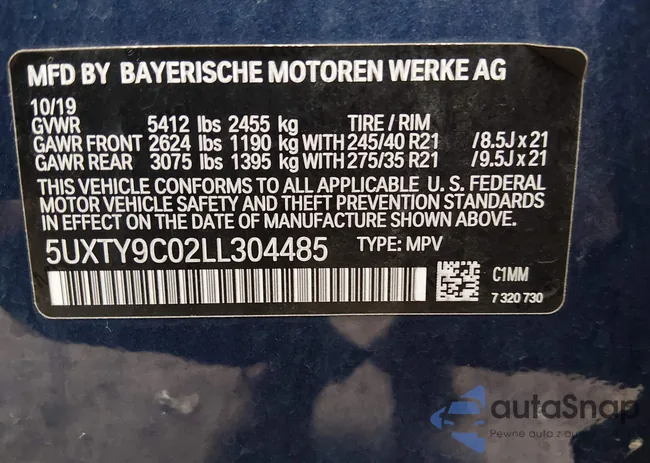 MFD BY BAYERISCHE MOTOREN WERKE AG
10/19
GVWR 5412 lbs 2455 kg TIRE / RIM
GAWR FRONT 2624 lbs 1190 kg WITH 245/40 R21 /8.5J x 21
GAWR REAR 3075 lbs 1395 kg WITH 275/35 R21 /9.5J x 21
THIS VEHICLE CONFORMS TO ALL APPLICABLE U. S. FEDERAL
MOTOR VEHICLE SAFETY AND THEFT PREVENTION STANDARDS
IN EFFECT ON THE DATE OF MANUFACTURE SHOWN ABOVE.
5UXTY9C02LL304485 TYPE: MPV
C1MM
7 320 730
autaSnap
Pewne auto z